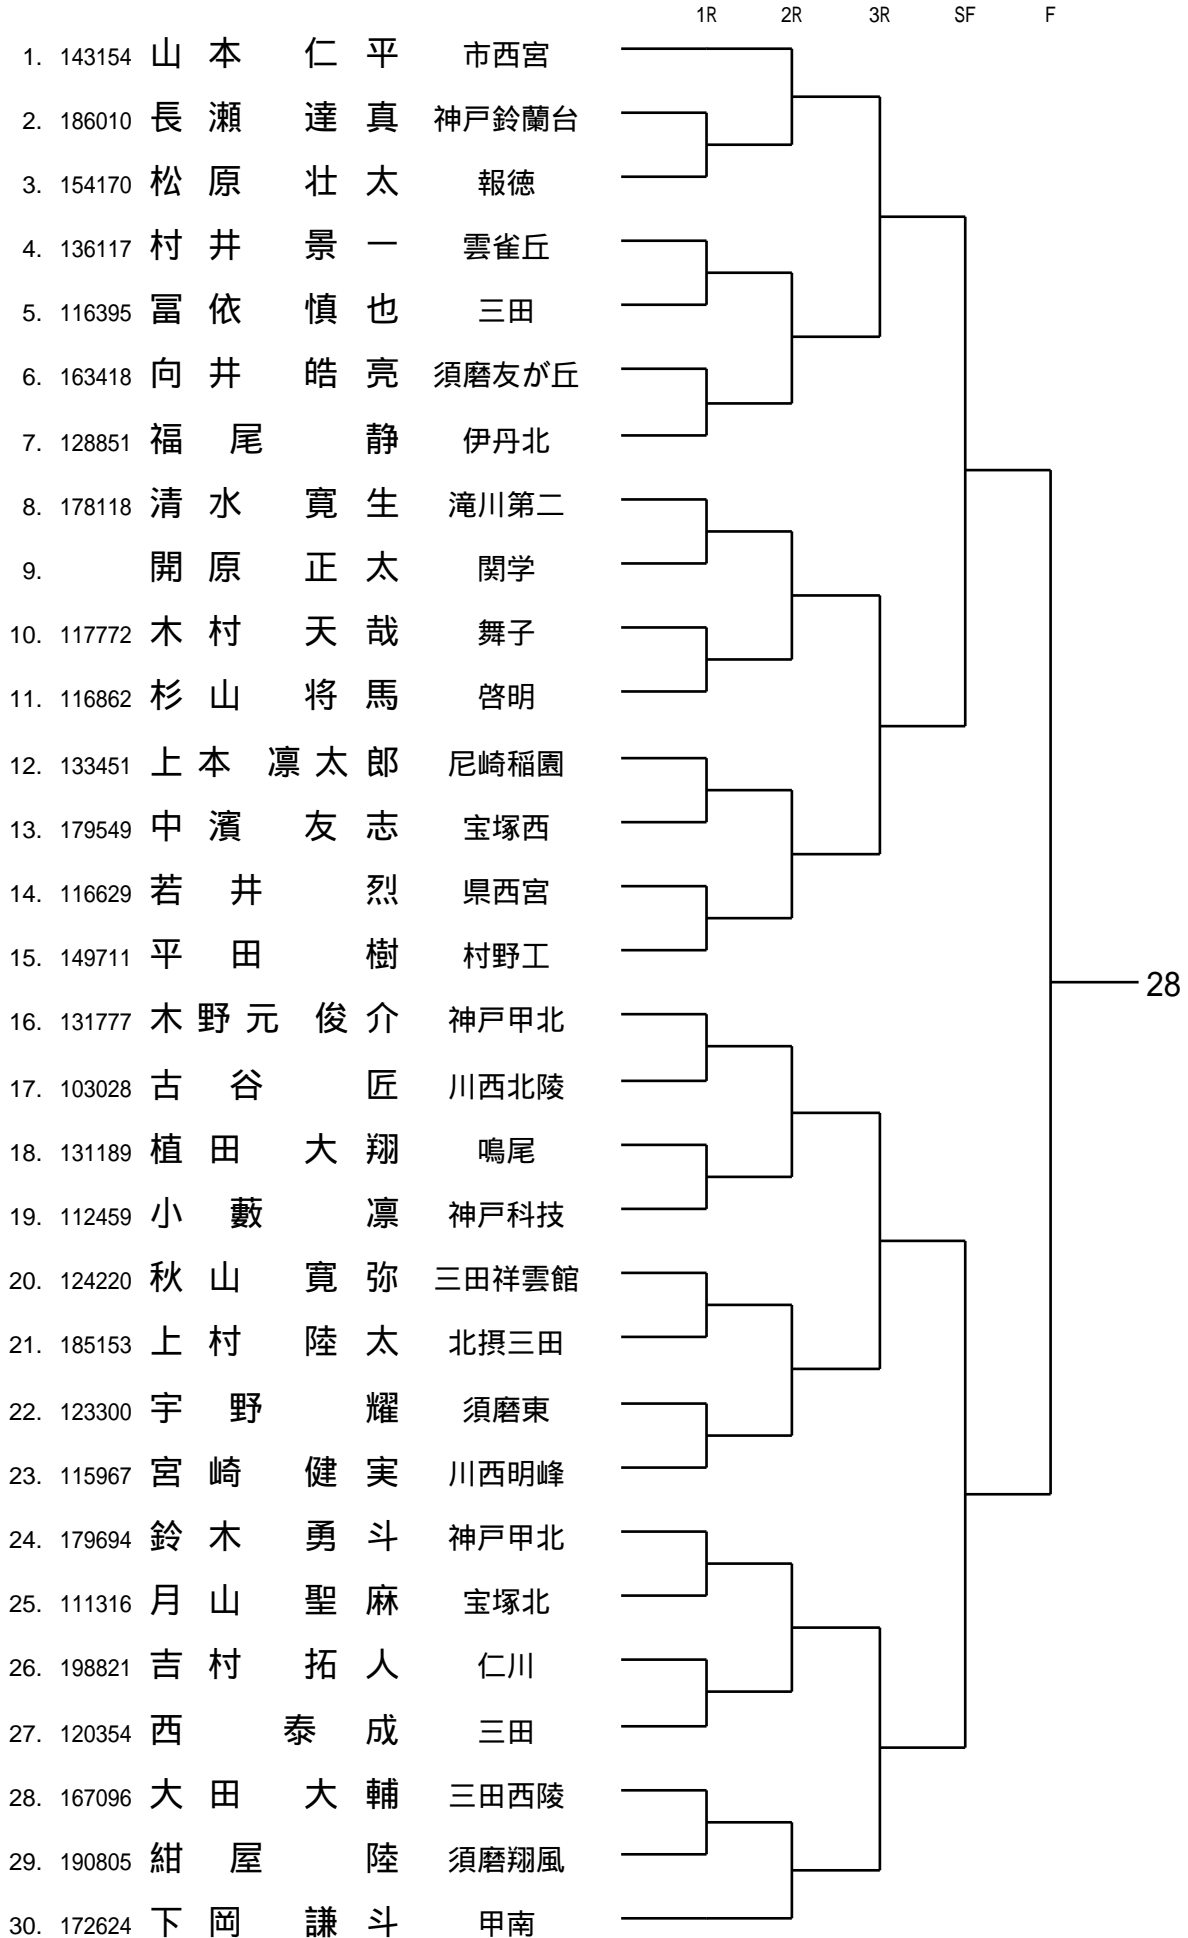 1R 2R 3R SF F
1. 143154 山本 仁平 市西宮
2. 186010 長瀬 達真 神戸鈴蘭台
3. 154170 松原 壮太 報徳
4. 136117 村井 景一 雲雀丘
5. 116395 冨依 慎也 三田
6. 163418 向井 皓亮 須磨友が丘
7. 128851 福尾 静 伊丹北
8. 178118 清水 寛生 滝川第二
9. 開原 正太 関学
10. 117772 木村 天哉 舞子
11. 116862 杉山 将馬 啓明
12. 133451 上本 凛太郎 尼崎稲園
13. 179549 中濱 友志 宝塚西
14. 116629 若井 烈 県西宮
15. 149711 平田 樹 村野工
28
16. 131777 木野元 俊介 神戸甲北
17. 103028 古谷 匠 川西北陵
18. 131189 植田 大翔 鳴尾
19. 112459 小藪 凛 神戸科技
20. 124220 秋山 寛弥 三田祥雲館
21. 185153 上村 陸太 北摂三田
22. 123300 宇野 耀 須磨東
23. 115967 宮崎 健実 川西明峰
24. 179694 鈴木 勇斗 神戸甲北
25. 111316 月山 聖麻 宝塚北
26. 198821 吉村 拓人 仁川
27. 120354 西 泰成 三田
28. 167096 大田 大輔 三田西陵
29. 190805 紺屋 陸 須磨翔風
30. 172624 下岡 謙斗 甲南